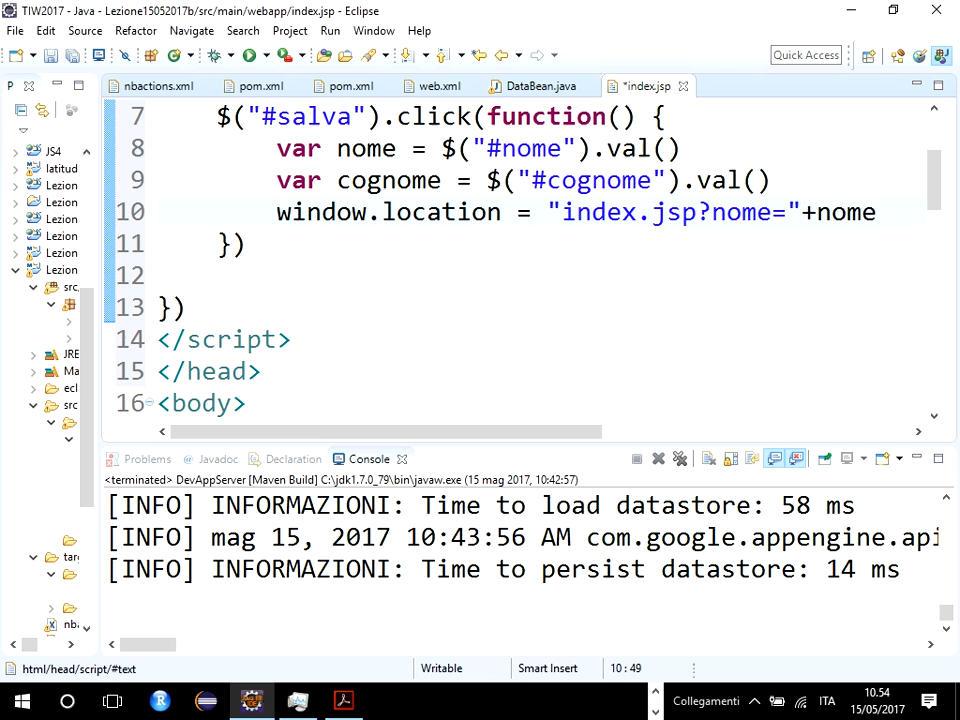 TIW2017 - Java - Lezione15052017b/src/main/webapp/index.jsp - Eclipse
File Edit Source Refactor Navigate Search Project Run Window Help
Quick Access
P
nbactions.xml pom.xml pom.xml web.xml DataBean.java *index.jsp
JS4
latitud
Lezion
Lezion
Lezion
Lezion
Lezion
Lezion
src
JRE
Ma
ecl
src
tar
nba
7 $("#salva").click(function() {
8 var nome = $("#nome").val()
9 var cognome = $("#cognome").val()
10 window.location = "index.jsp?nome="+nome
11 })
12
13 })
14 </script>
15 </head>
16 <body>
Problems @ Javadoc Declaration Console
<terminated> DevAppServer [Maven Build] C:\jdk1.7.0_79\bin\javaw.exe (15 mag 2017, 10:42:57)
[INFO] INFORMAZIONI: Time to load datastore: 58 ms
[INFO] mag 15, 2017 10:43:56 AM com.google.appengine.api
[INFO] INFORMAZIONI: Time to persist datastore: 14 ms
html/head/script/#text Writable Smart Insert 10 : 49
Collegamenti ITA 10.54
15/05/2017